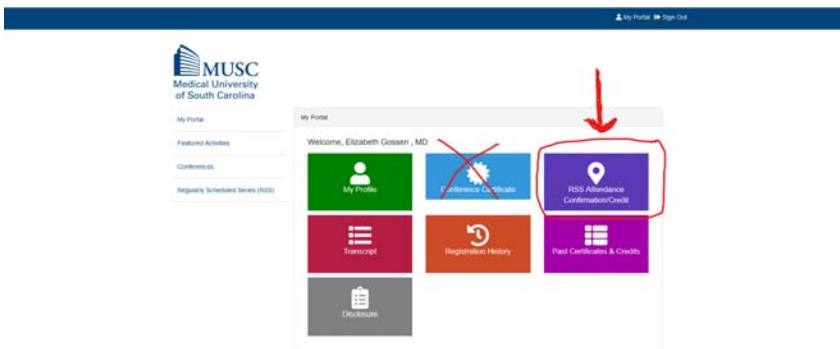 My Portal Sign Out
MUSC
Medical University
of South Carolina
My Portal
Featured Activities
Conferences
Regularly Scheduled Series (RSS)
My Portal
Welcome, Elizabeth Gossen , MD
My Profile
Conference Certificate
RSS Attendance
Confirmation/Credit
Transcript
Registration History
Past Certificates & Credits
Disclosure